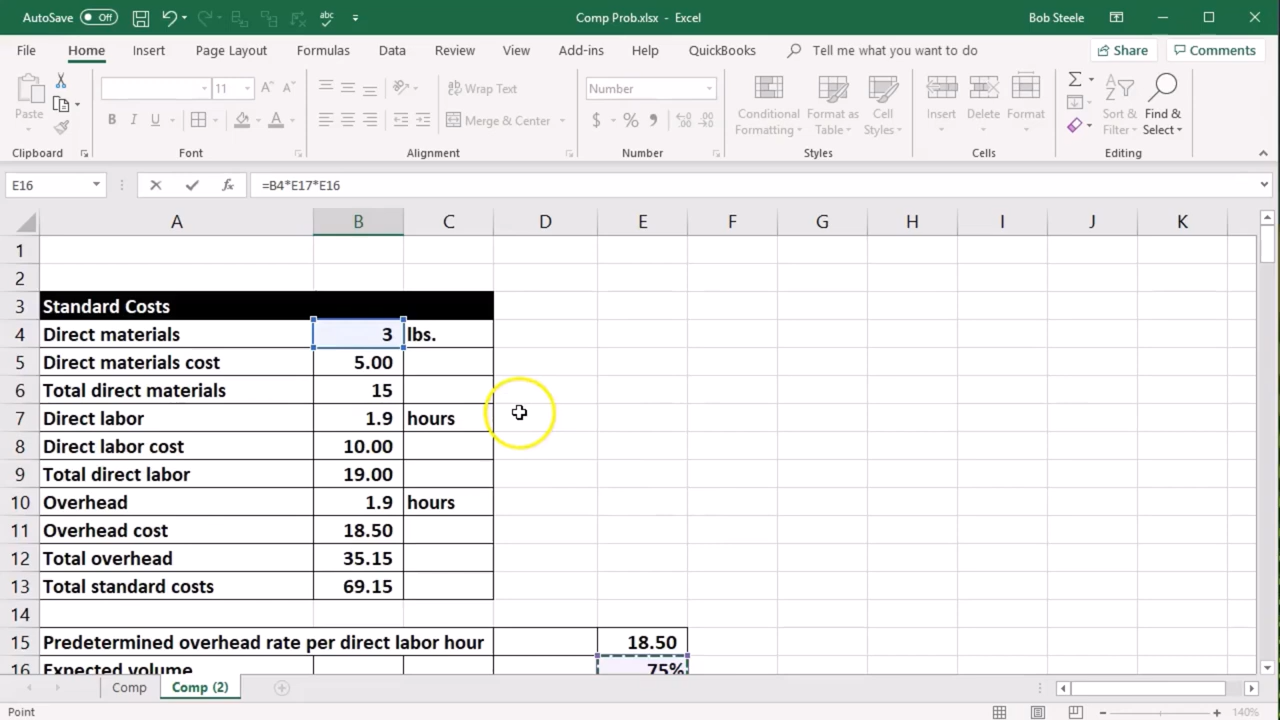 AutoSave Off abc Comp Prob.xlsx - Excel Bob Steele
File Home Insert Page Layout Formulas Data Review View Add-ins Help QuickBooks Tell me what you want to do Share Comments
11 A A ab Wrap Text Number Σ
Paste B I U A Merge & Center $ % Conditional Formatting Format as Table Cell Styles Insert Delete Format Sort & Filter Find & Select
Clipboard Font Alignment Number Styles Cells Editing
E16 fx =B4*E17*E16
A B C D E F G H I J K
1
2
3 Standard Costs
4 Direct materials 3 lbs.
5 Direct materials cost 5.00
6 Total direct materials 15
7 Direct labor 1.9 hours
8 Direct labor cost 10.00
9 Total direct labor 19.00
10 Overhead 1.9 hours
11 Overhead cost 18.50
12 Total overhead 35.15
13 Total standard costs 69.15
14
15 Predetermined overhead rate per direct labor hour 18.50
16 Expected volume 75%
Comp Comp (2)
Point 140%